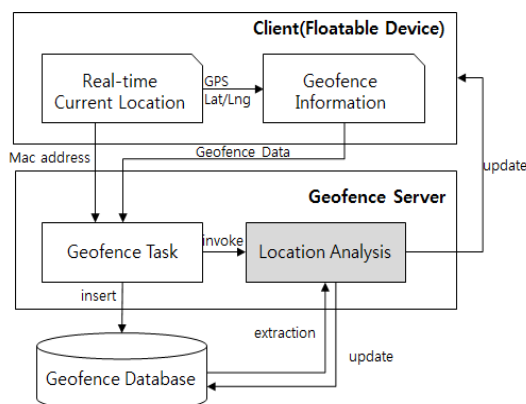 Client(Floatable Device)
Real-time
Current Location
GPS
Lat/Lng
Geofence
Information
Mac address
Geofence Data
update
Geofence Server
Geofence Task
invoke
Location Analysis
insert
extraction
update
Geofence Database